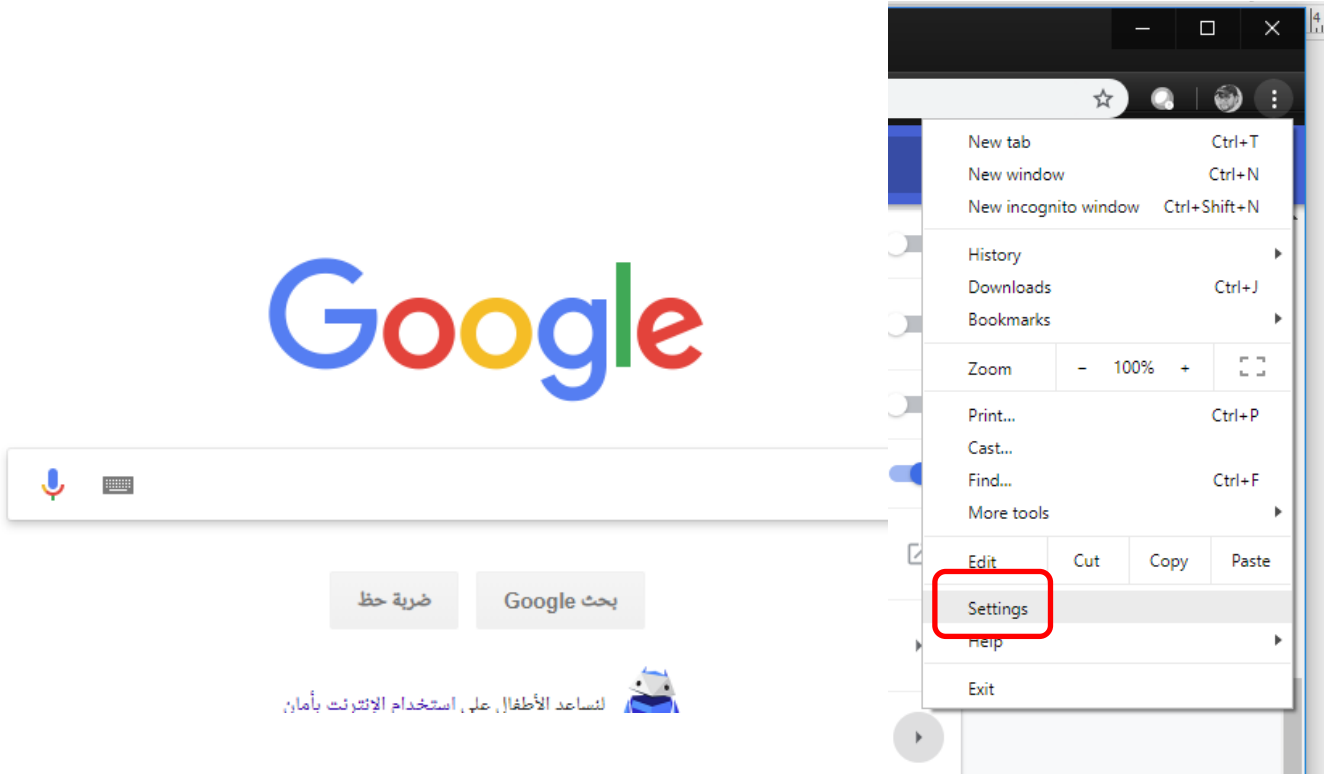 Google
بحث Google
ضربة حظ
لنساعد الأطفال على استخدام الإنترنت بأمان
4
New tab Ctrl+T
New window Ctrl+N
New incognito window Ctrl+Shift+N
History
Downloads Ctrl+J
Bookmarks
Zoom - 100% +
Print... Ctrl+P
Cast...
Find... Ctrl+F
More tools
Edit Cut Copy Paste
Settings
Help
Exit